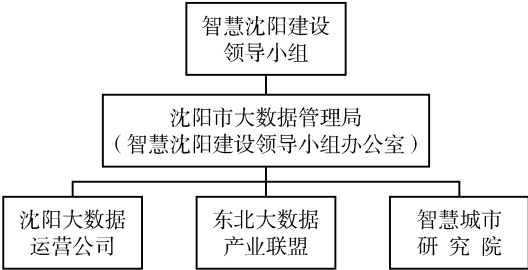 智慧沈阳建设
领导小组
沈阳市大数据管理局
（智慧沈阳建设领导小组办公室）
沈阳大数据
运营公司
东北大数据
产业联盟
智慧城市
研 究 院